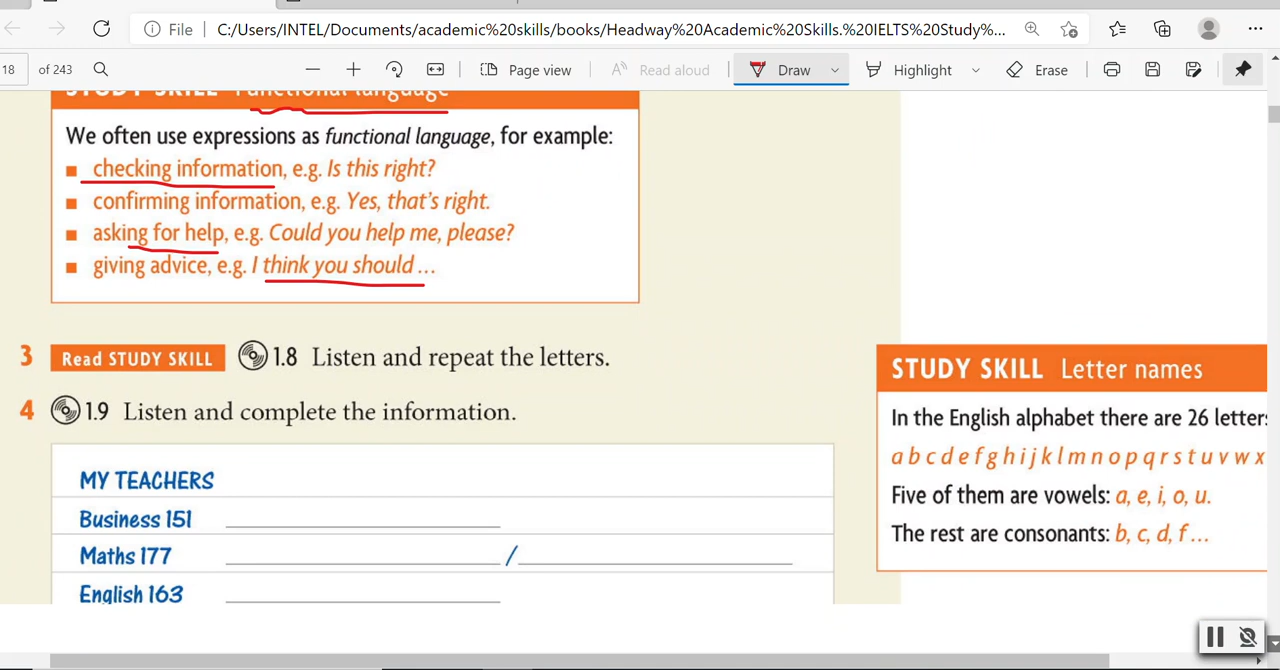 File | C:/Users/INTEL/Documents/academic%20skills/books/Headway%20Academic%20Skills.%20IELTS%20Study%...
18 of 243 Page view Read aloud Draw Highlight Erase
STUDY SKILL Functional language
We often use expressions as functional language, for example:
■ checking information, e.g. Is this right?
■ confirming information, e.g. Yes, that's right.
■ asking for help, e.g. Could you help me, please?
■ giving advice, e.g. I think you should ...
3 Read STUDY SKILL 1.8 Listen and repeat the letters.
4 1.9 Listen and complete the information.
MY TEACHERS
Business 151
Maths 177 /
English 163
STUDY SKILL Letter names
In the English alphabet there are 26 letters
a b c d e f g h i j k l m n o p q r s t u v w x
Five of them are vowels: a, e, i, o, u.
The rest are consonants: b, c, d, f ...